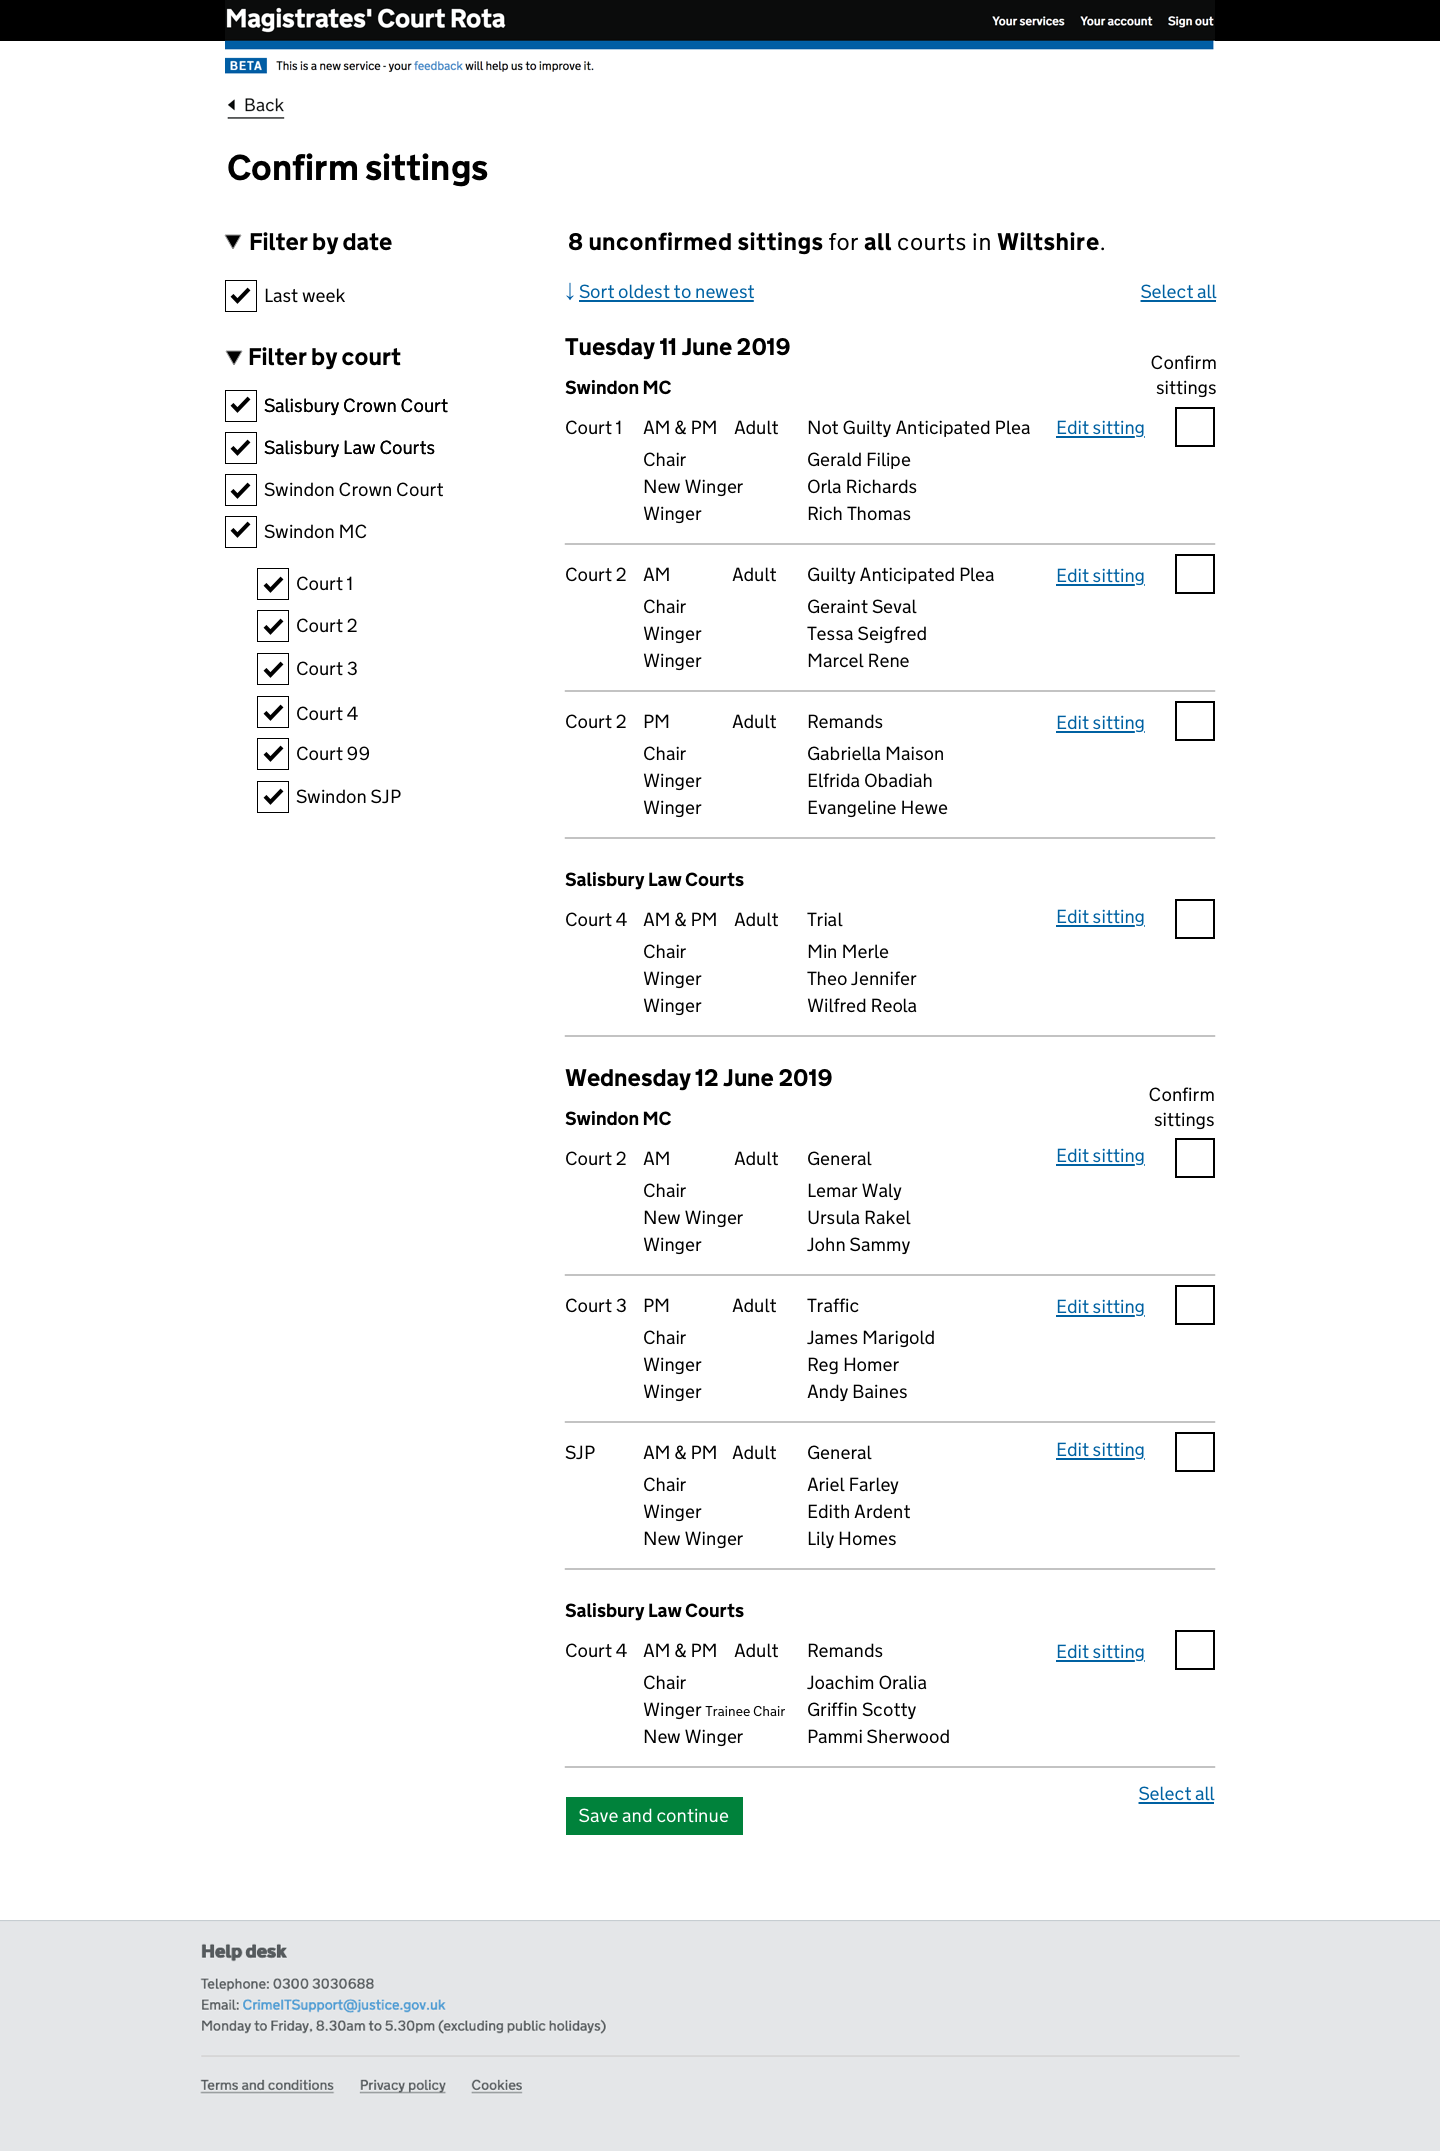 Magistrates' Court Rota
Your services Your account Sign out
BETA This is a new service - your feedback will help us to improve it.
Back
Confirm sittings
Filter by date
Last week
Filter by court
Salisbury Crown Court
Salisbury Law Courts
Swindon Crown Court
Swindon MC
Court 1
Court 2
Court 3
Court 4
Court 99
Swindon SJP
8 unconfirmed sittings for all courts in Wiltshire.
↓ Sort oldest to newest Select all
Tuesday 11 June 2019
Confirm
sittings
Swindon MC
Court 1 AM & PM Adult Not Guilty Anticipated Plea Edit sitting
Chair Gerald Filipe
New Winger Orla Richards
Winger Rich Thomas
Court 2 AM Adult Guilty Anticipated Plea Edit sitting
Chair Geraint Seval
Winger Tessa Seigfred
Winger Marcel Rene
Court 2 PM Adult Remands Edit sitting
Chair Gabriella Maison
Winger Elfrida Obadiah
Winger Evangeline Hewe
Salisbury Law Courts
Court 4 AM & PM Adult Trial Edit sitting
Chair Min Merle
Winger Theo Jennifer
Winger Wilfred Reola
Wednesday 12 June 2019
Confirm
sittings
Swindon MC
Court 2 AM Adult General Edit sitting
Chair Lemar Waly
New Winger Ursula Rakel
Winger John Sammy
Court 3 PM Adult Traffic Edit sitting
Chair James Marigold
Winger Reg Homer
Winger Andy Baines
SJP AM & PM Adult General Edit sitting
Chair Ariel Farley
Winger Edith Ardent
New Winger Lily Homes
Salisbury Law Courts
Court 4 AM & PM Adult Remands Edit sitting
Chair Joachim Oralia
Winger Trainee Chair Griffin Scotty
New Winger Pammi Sherwood
Select all
Save and continue
Help desk
Telephone: 0300 3030688
Email: CrimeITSupport@justice.gov.uk
Monday to Friday, 8.30am to 5.30pm (excluding public holidays)
Terms and conditions Privacy policy Cookies